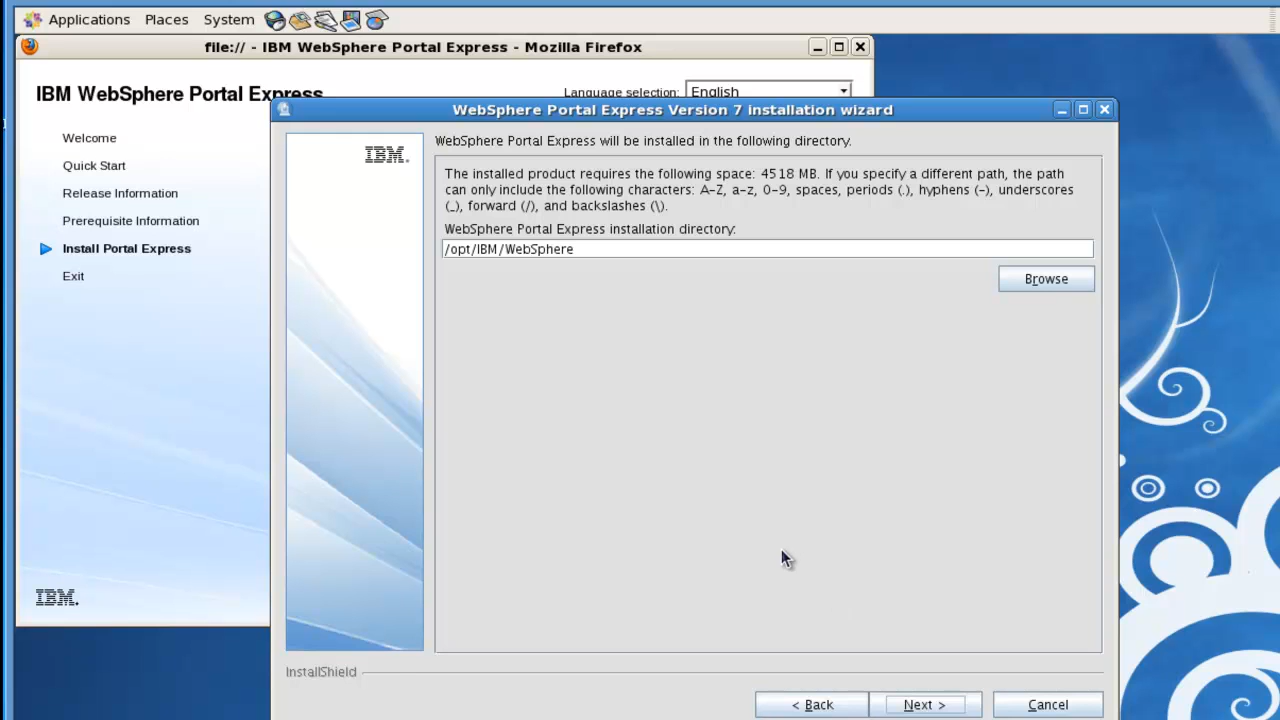 Applications Places System
file:// - IBM WebSphere Portal Express - Mozilla Firefox
IBM WebSphere Portal Express
Language selection: English
Welcome
Quick Start
Release Information
Prerequisite Information
Install Portal Express
Exit
IBM.
WebSphere Portal Express Version 7 installation wizard
IBM.
WebSphere Portal Express will be installed in the following directory.
The installed product requires the following space: 4518 MB. If you specify a different path, the path
can only include the following characters: A-Z, a-z, 0-9, spaces, periods (.), hyphens (-), underscores
(_), forward (/), and backslashes (\).
WebSphere Portal Express installation directory:
/opt/IBM/WebSphere
Browse
InstallShield
< Back Next > Cancel